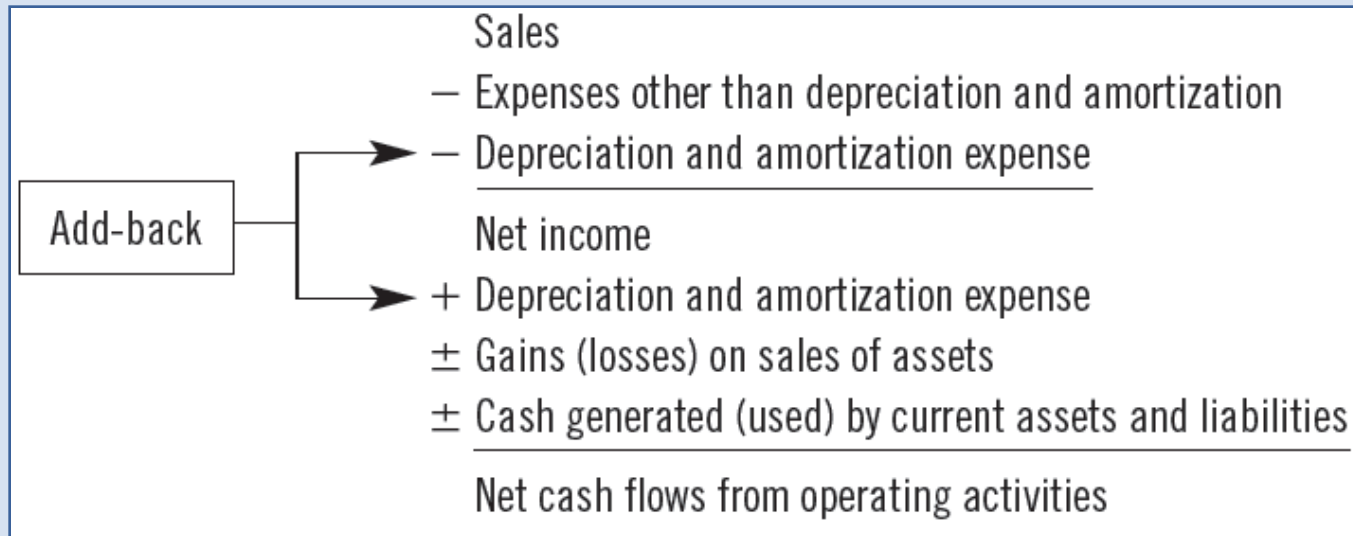 Sales
− Expenses other than depreciation and amortization
− Depreciation and amortization expense
Add-back
Net income
+ Depreciation and amortization expense
± Gains (losses) on sales of assets
± Cash generated (used) by current assets and liabilities
Net cash flows from operating activities